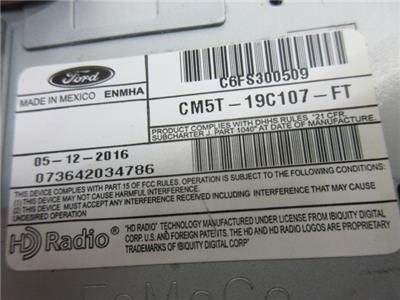 Ford
MADE IN MEXICO ENMHA
C6FS300509
CM5T-19C107-FT
PRODUCT COMPLIES WITH DHHS RULES "21 CFR,
SUBCHARTER J, PART 1040" AT DATE OF MANUFACTURE.
05-12-2016
073642034786
THIS DEVICE COMPLIES WITH PART 15 OF FCC RULES. OPERATION IS SUBJECT TO THE FOLLOWING CONDITIONS:
THIS DEVICE MAY NOT CAUSE HARMFUL INTERFERENCE, AND
THIS DEVICE MUST ACCEPT ANY INTERFERENCE RECEIVED, INCLUDING INTERFERENCE THAT MAY CAUSE
UNDESIRED OPERATION
HD Radio®
"HD RADIO" TECHNOLOGY MANUFACTURED UNDER LICENSE FROM IBIQUITY DIGITAL
CORP. U.S. AND FOREIGN PATENTS. THE HD AND HD RADIO LOGOS ARE PROPRIETARY
TRADEMARKS OF IBIQUITY DIGITAL CORP"
FoMoCo